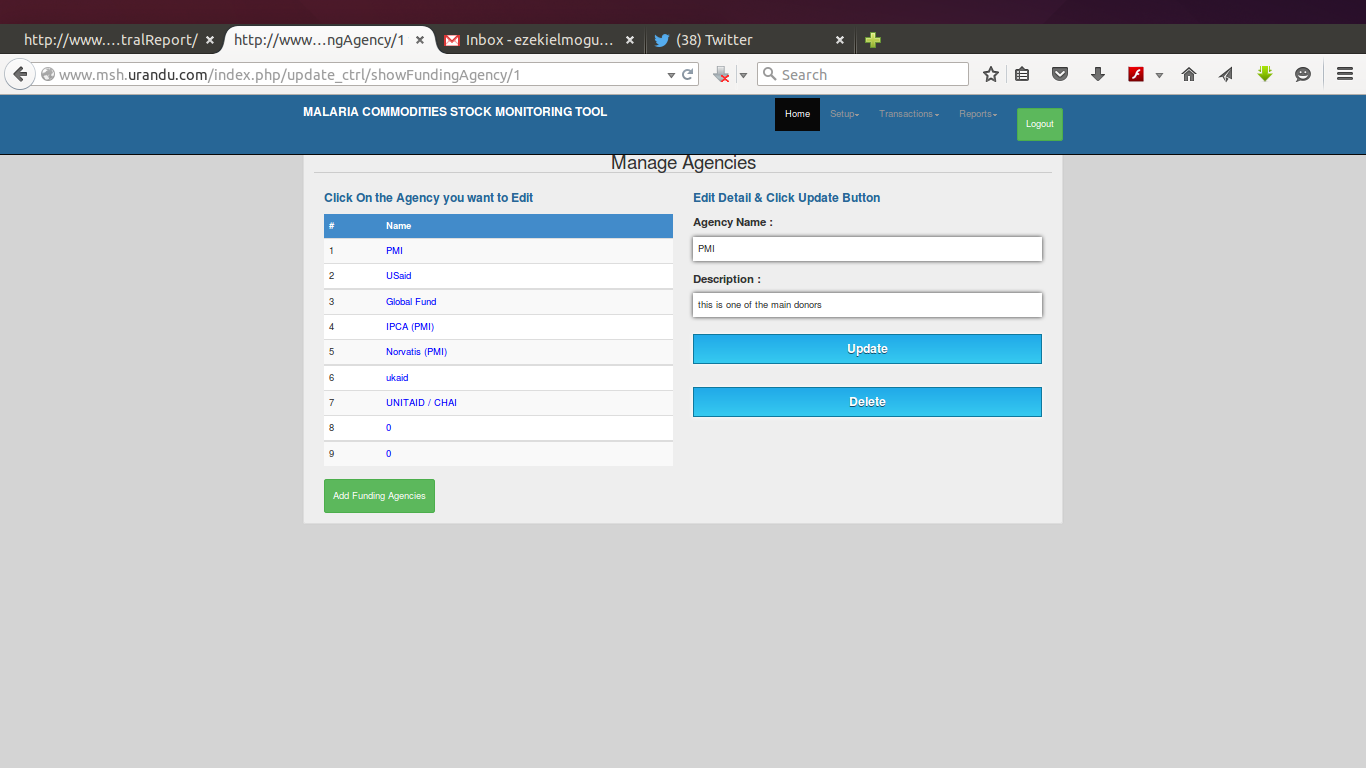 http://www....tralReport/
http://www...ngAgency/1
Inbox - ezekielmogu...
(38) Twitter
www.msh.urandu.com/index.php/update_ctrl/showFundingAgency/1
Search
MALARIA COMMODITIES STOCK MONITORING TOOL
Home
Setup
Transactions
Reports
Logout
Manage Agencies
Click On the Agency you want to Edit
# Name
1 PMI
2 USaid
3 Global Fund
4 IPCA (PMI)
5 Norvatis (PMI)
6 ukaid
7 UNITAID / CHAI
8 0
9 0
Add Funding Agencies
Edit Detail & Click Update Button
Agency Name :
PMI
Description :
this is one of the main donors
Update
Delete